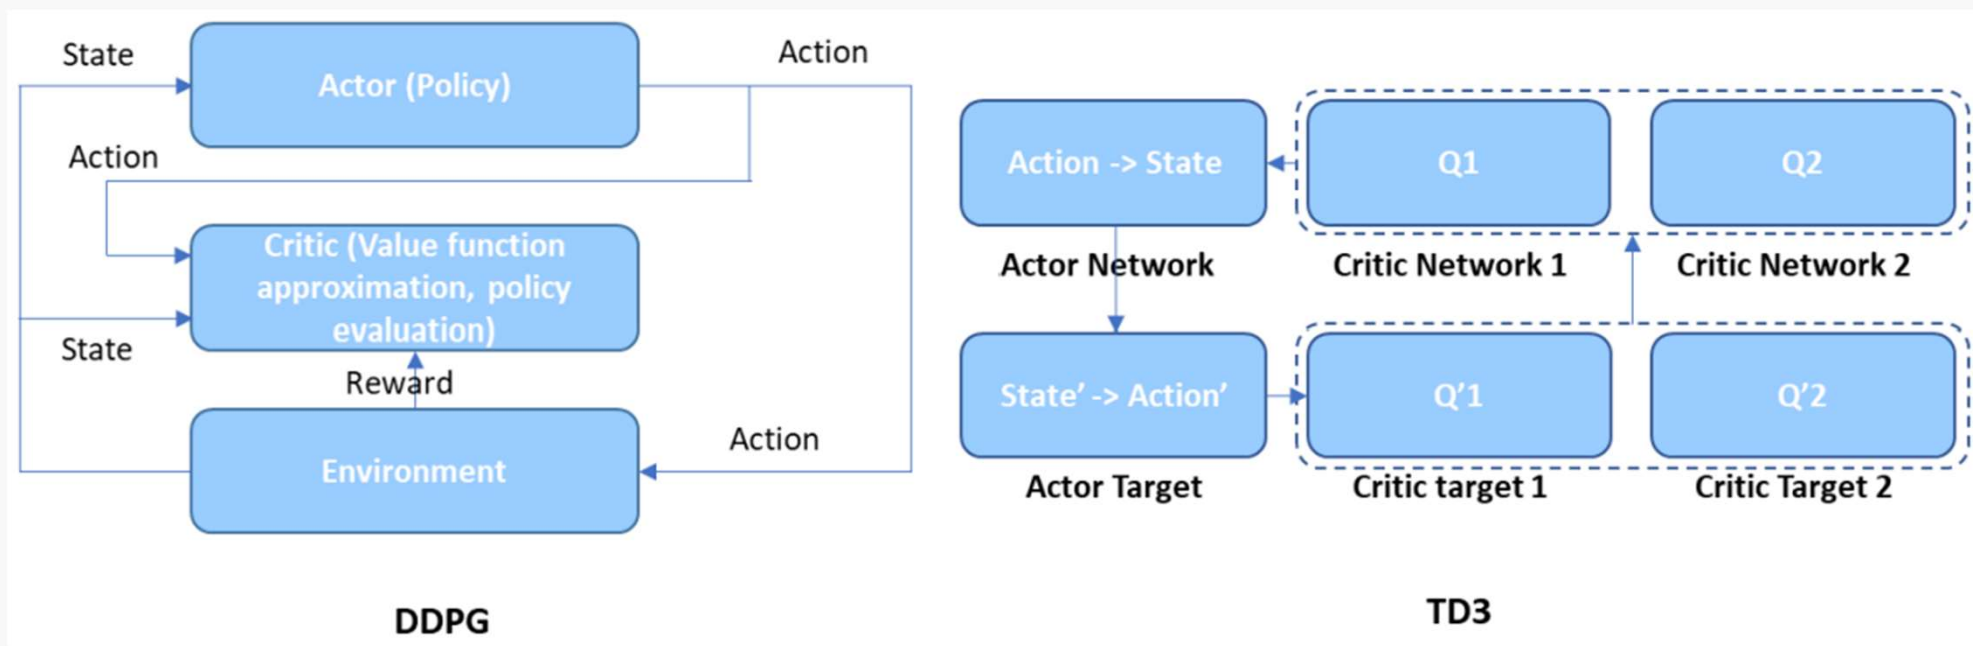 State
Actor (Policy)
Action
Action
Critic (Value function
approximation, policy
evaluation)
State
Reward
Environment
Action
DDPG
Action -> State
Q1
Q2
Actor Network
Critic Network 1
Critic Network 2
State’ -> Action’
Q’1
Q’2
Actor Target
Critic target 1
Critic Target 2
TD3